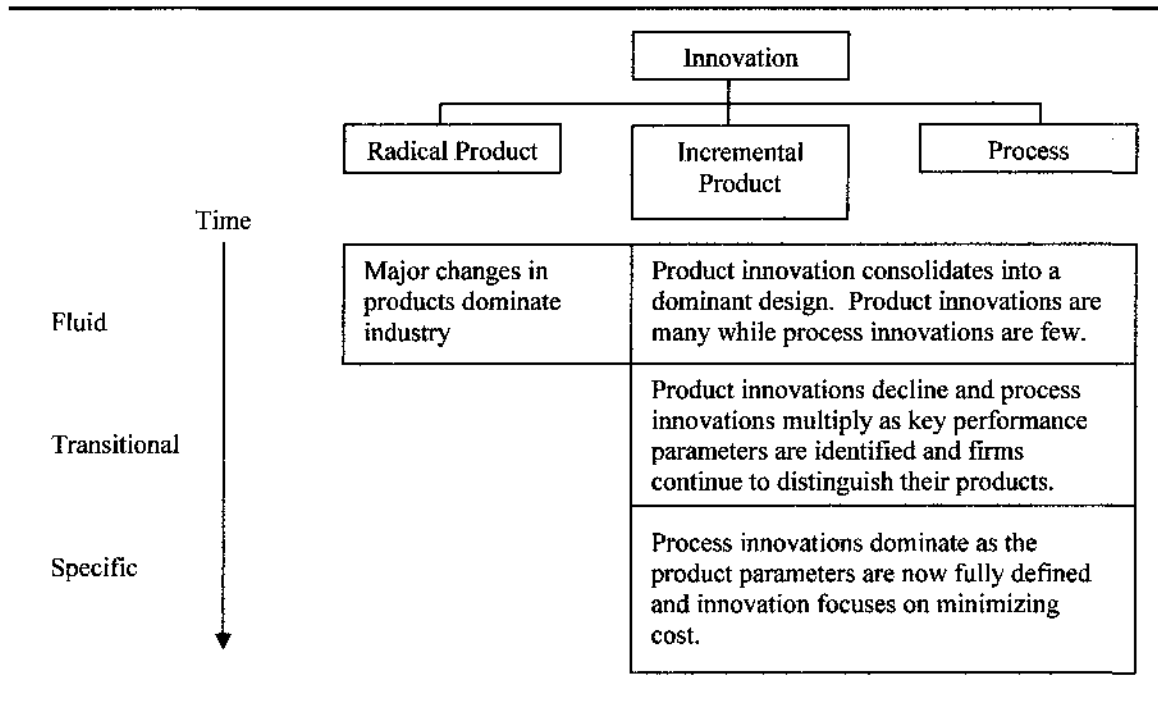 Innovation
Radical Product
Incremental
Product
Process
Time
Fluid
Major changes in
products dominate
industry
Product innovation consolidates into a
dominant design. Product innovations are
many while process innovations are few.
Transitional
Product innovations decline and process
innovations multiply as key performance
parameters are identified and firms
continue to distinguish their products.
Specific
Process innovations dominate as the
product parameters are now fully defined
and innovation focuses on minimizing
cost.